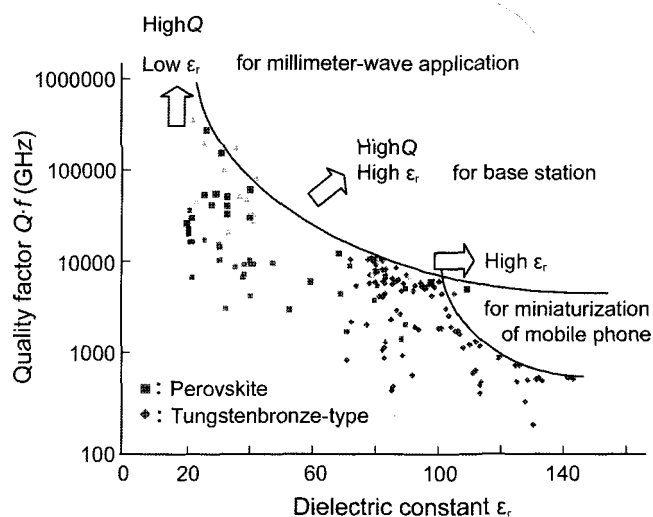 HighQ
Low εr for millimeter-wave application
HighQ
High εr for base station
High εr
for miniaturization
of mobile phone
Quality factor Q·f (GHz)
1000000
100000
10000
1000
100
■ : Perovskite
◆ : Tungstenbronze-type
0 20 60 100 140
Dielectric constant εr